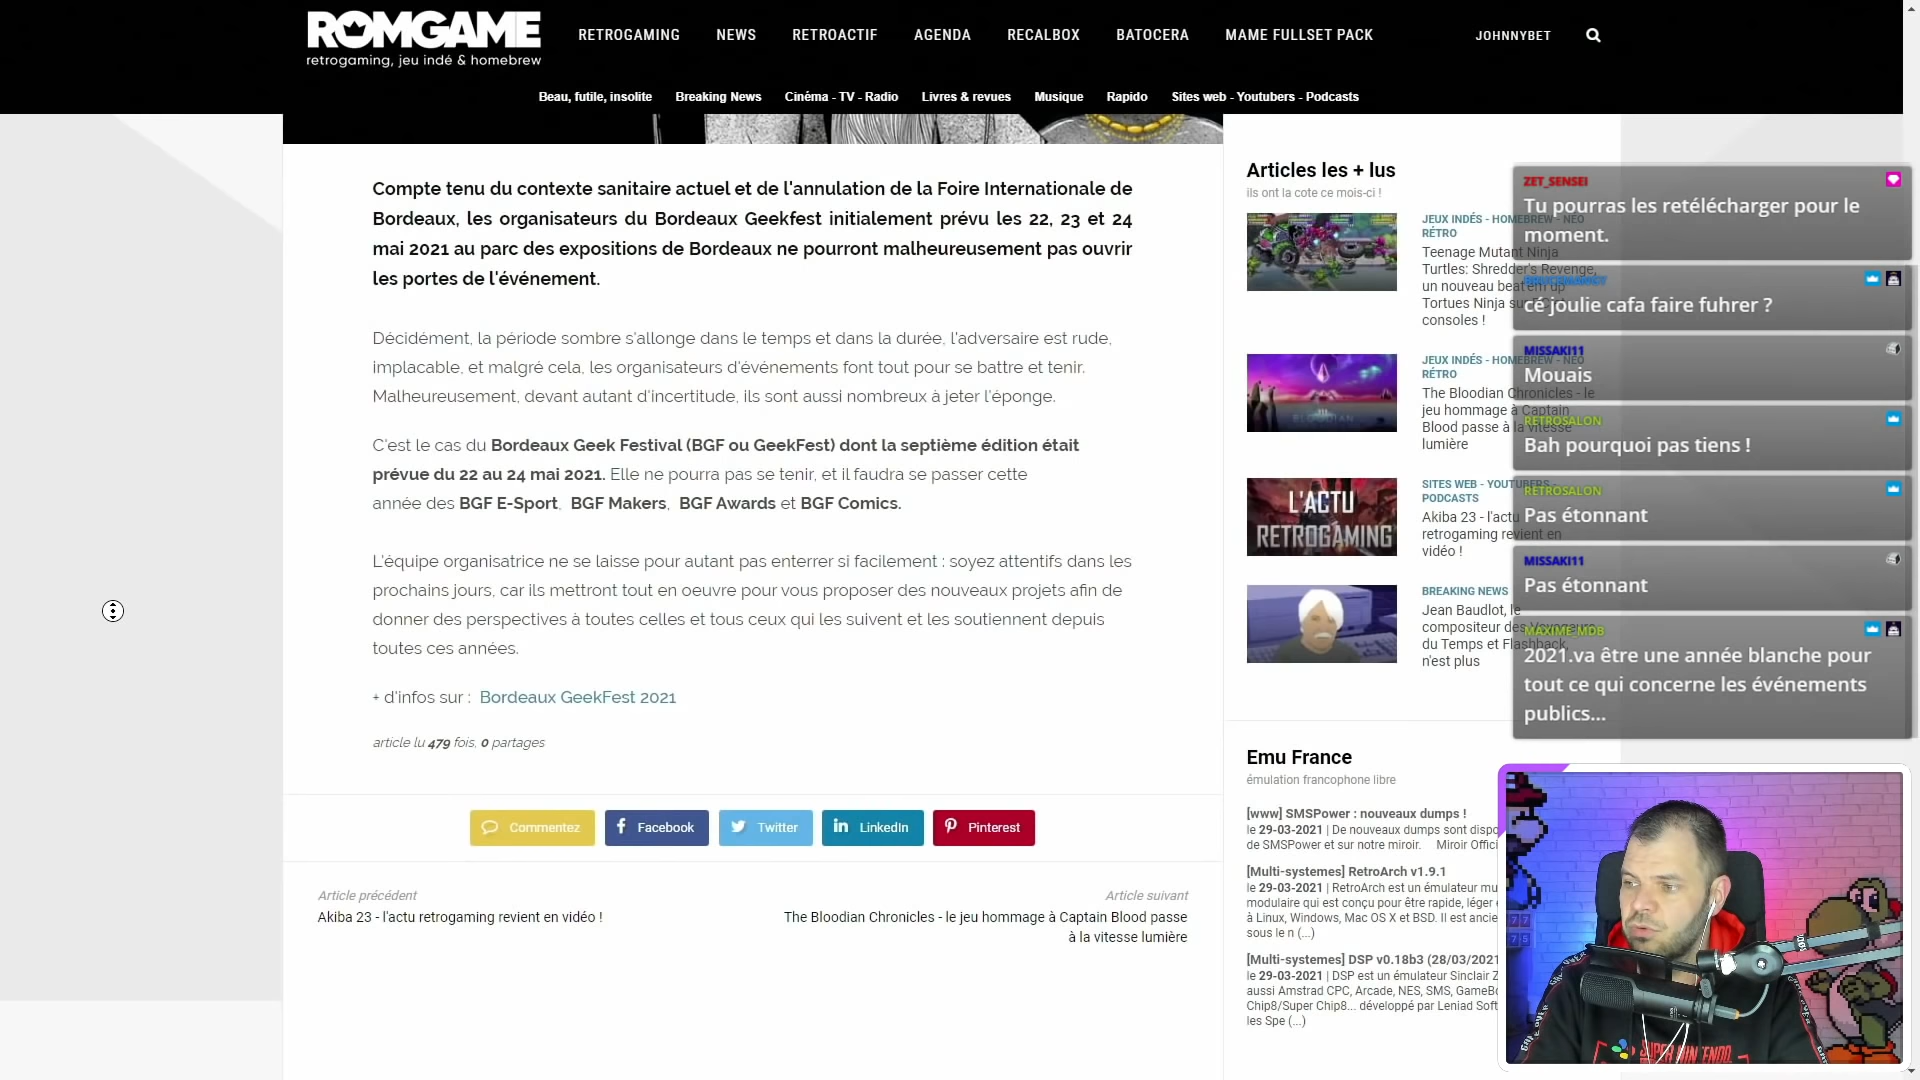 ROMGAME
retrogaming, jeu indé & homebrew
RETROGAMING NEWS RETROACTIF AGENDA RECALBOX BATOCERA MAME FULLSET PACK JOHNNYBET
Beau, futile, insolite Breaking News Cinéma - TV - Radio Livres & revues Musique Rapido Sites web - Youtubers - Podcasts
Compte tenu du contexte sanitaire actuel et de l'annulation de la Foire Internationale de
Bordeaux, les organisateurs du Bordeaux Geekfest initialement prévu les 22, 23 et 24
mai 2021 au parc des expositions de Bordeaux ne pourront malheureusement pas ouvrir
les portes de l'événement.
Décidément, la période sombre s'allonge dans le temps et dans la durée, l'adversaire est rude,
implacable, et malgré cela, les organisateurs d'événements font tout pour se battre et tenir.
Malheureusement, devant autant d'incertitude, ils sont aussi nombreux à jeter l'éponge.
C'est le cas du Bordeaux Geek Festival (BGF ou GeekFest) dont la septième édition était
prévue du 22 au 24 mai 2021. Elle ne pourra pas se tenir, et il faudra se passer cette
année des BGF E-Sport, BGF Makers, BGF Awards et BGF Comics.
L'équipe organisatrice ne se laisse pour autant pas enterrer si facilement : soyez attentifs dans les
prochains jours, car ils mettront tout en oeuvre pour vous proposer des nouveaux projets afin de
donner des perspectives à toutes celles et tous ceux qui les suivent et les soutiennent depuis
toutes ces années.
+ d'infos sur : Bordeaux GeekFest 2021
article lu 479 fois, 0 partages
Commentez Facebook Twitter LinkedIn Pinterest
Article précédent
Akiba 23 - l'actu retrogaming revient en vidéo !
Article suivant
The Bloodian Chronicles - le jeu hommage à Captain Blood passe
à la vitesse lumière
Articles les + lus
ils ont la cote ce mois-ci !
JEUX INDÉS - HOMEBREW - NÉO
RÉTRO
Teenage Mutant Ninja
Turtles: Shredder's Revenge,
un nouveau beat'em up
Tortues Ninja sur
consoles !
JEUX INDÉS - HOMEBREW - NÉO
RÉTRO
The Bloodian Chronicles - le
jeu hommage à Captain
Blood passe à la vitesse
lumière
BLOODIAN
SITES WEB - YOUTUBERS -
PODCASTS
Akiba 23 - l'actu
retrogaming revient en
vidéo !
L'ACTU
RETROGAMING
BREAKING NEWS
Jean Baudlot, le
compositeur des Voyageurs
du Temps et Flashback,
n'est plus
Emu France
émulation francophone libre
[www] SMSPower : nouveaux dumps !
le 29-03-2021 | De nouveaux dumps sont dispo
de SMSPower et sur notre miroir. Miroir Offici
[Multi-systemes] RetroArch v1.9.1
le 29-03-2021 | RetroArch est un émulateur mu
modulaire qui est conçu pour être rapide, léger
à Linux, Windows, Mac OS X et BSD. Il est ancie
sous le n (...)
[Multi-systemes] DSP v0.18b3 (28/03/2021
le 29-03-2021 | DSP est un émulateur Sinclair Z
aussi Amstrad CPC, Arcade, NES, SMS, GameBo
Chip8/Super Chip8... développé par Leniad Soft
les Spe (...)
ZET_SENSEI
Tu pourras les retélécharger pour le
moment.
cé joulie cafa faire fuhrer ?
MISSAKI11
Mouais
RETROSALON
Bah pourquoi pas tiens !
RETROSALON
Pas étonnant
MISSAKI11
Pas étonnant
MAXIME_MDB
2021.va être une année blanche pour
tout ce qui concerne les événements
publics...